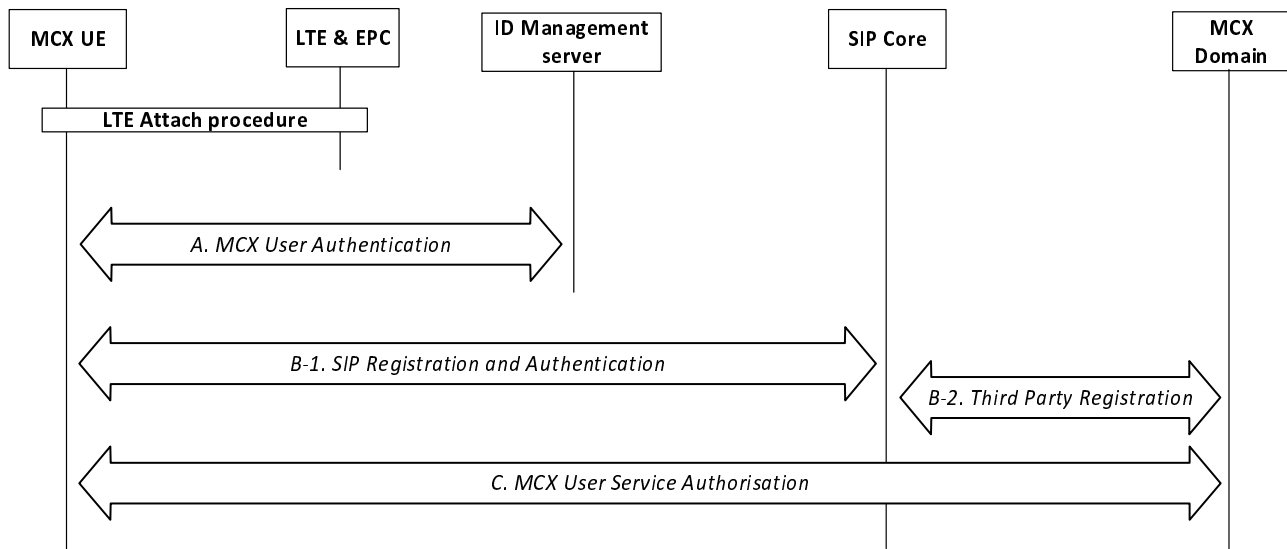 MCX UE
LTE & EPC
ID Management
server
SIP Core
MCX
Domain
LTE Attach procedure
A. MCX User Authentication
B-1. SIP Registration and Authentication
B-2. Third Party Registration
C. MCX User Service Authorisation